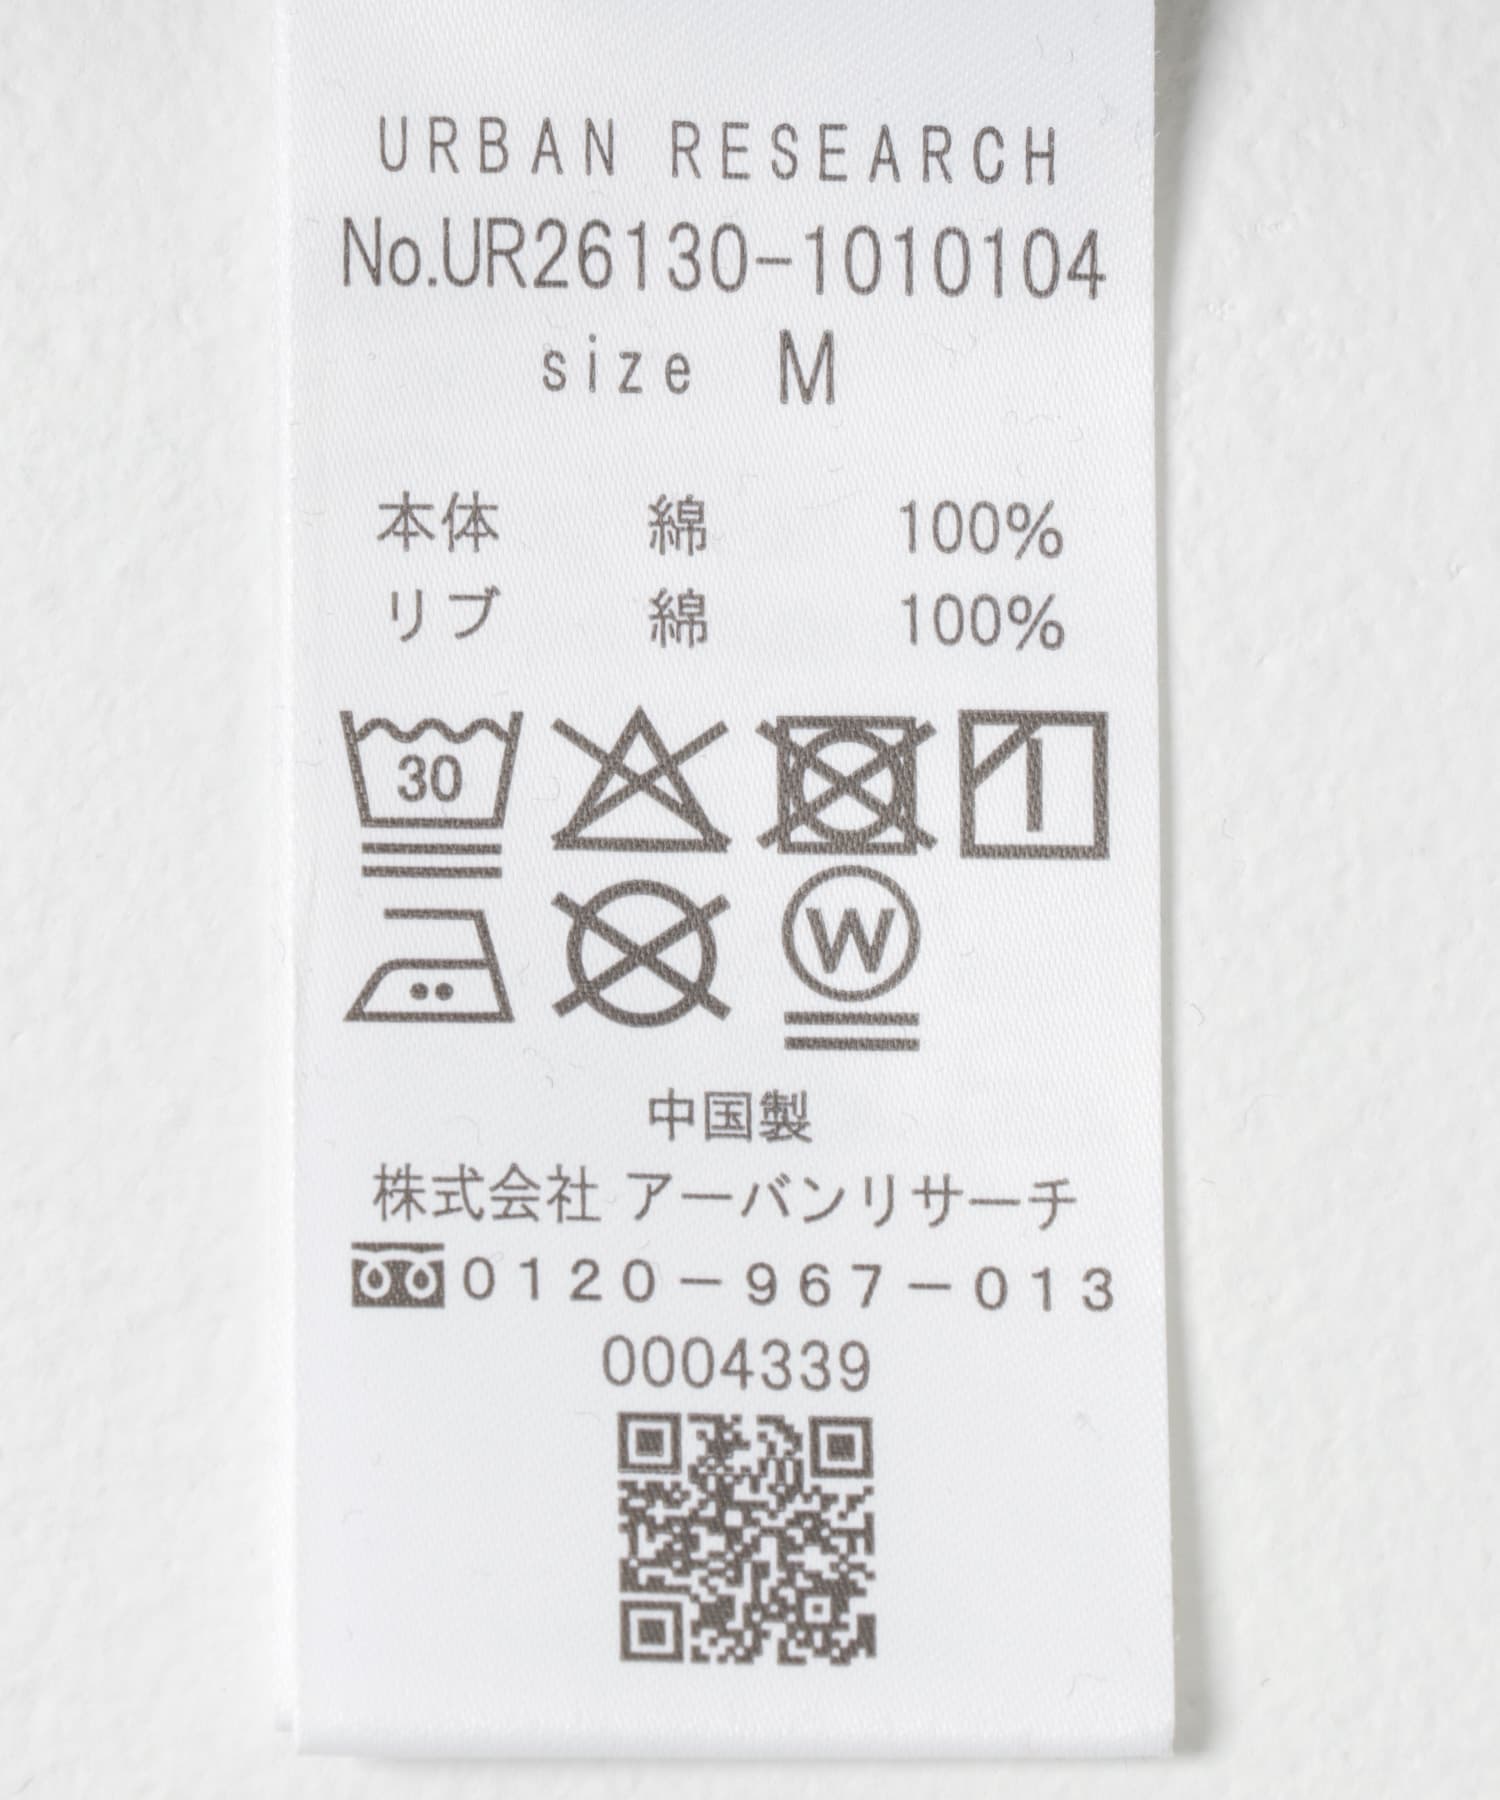 URBAN RESEARCH
No.UR26130-1010104
size M
本体 綿 100%
リブ 綿 100%
30
W
中国製
株式会社 アーバンリサーチ
0120-967-013
0004339